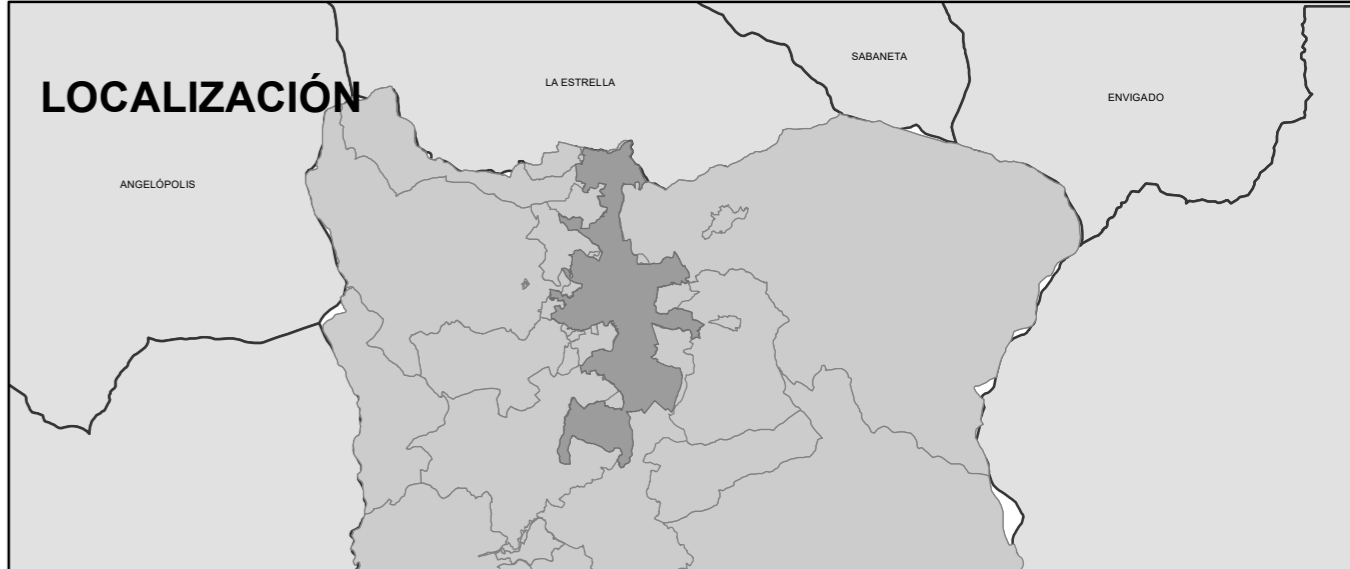 SABANETA
LA ESTRELLA
LOCALIZACIÓN
ENVIGADO
ANGELÓPOLIS